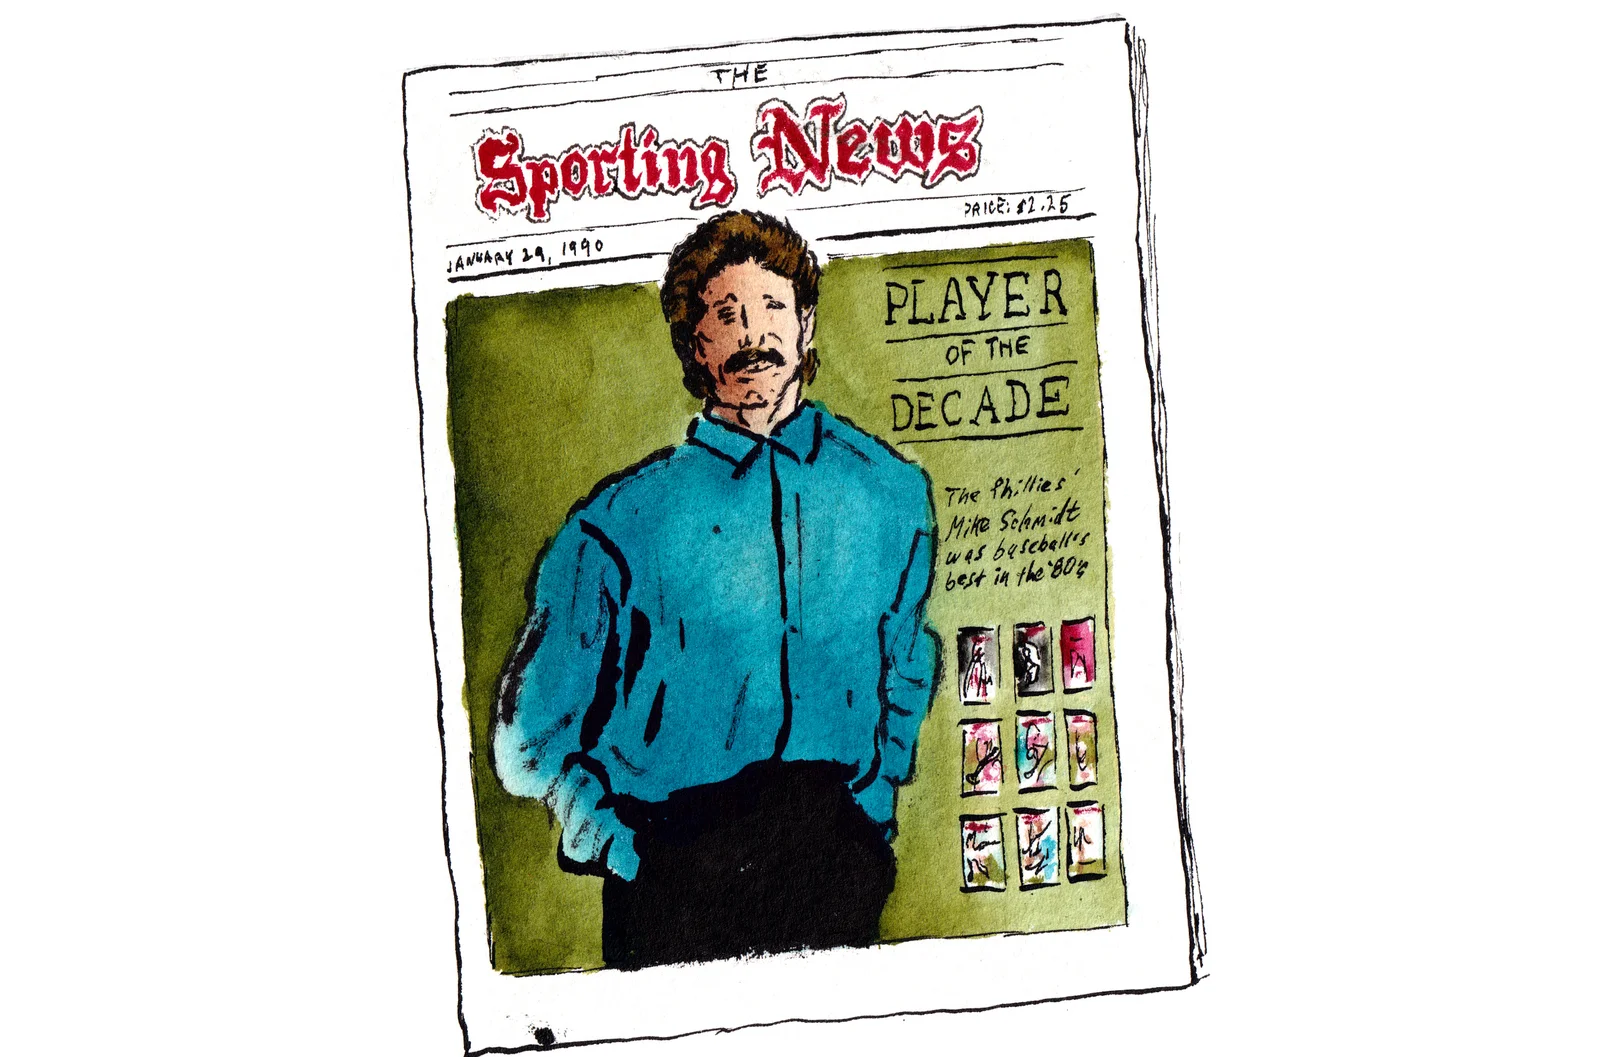 THE
Sporting News
PRICE: $2.25
JANUARY 29, 1990
PLAYER
OF THE
DECADE
The Phillies'
Mike Schmidt
was baseball's
best in the '80s